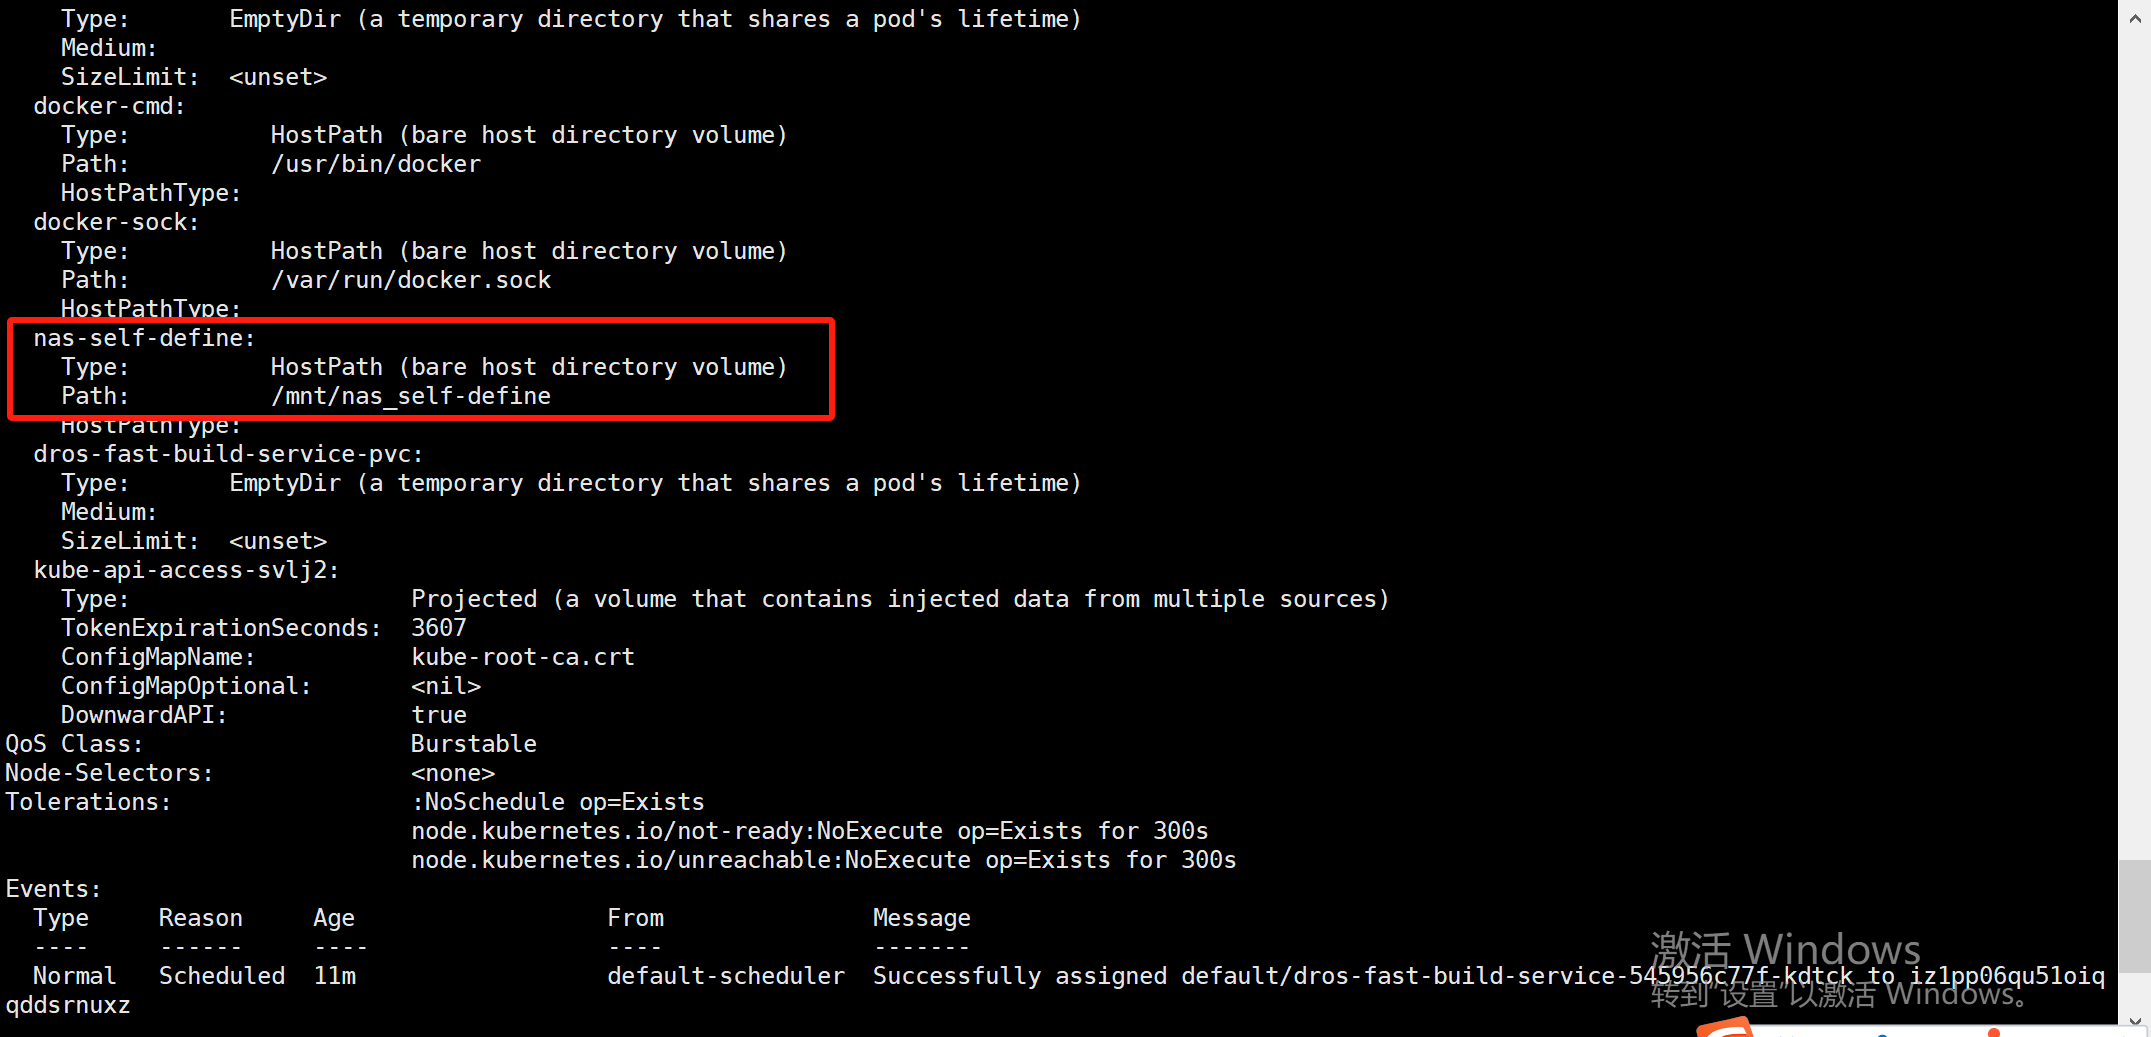 Type: EmptyDir (a temporary directory that shares a pod's lifetime)
Medium:
SizeLimit: <unset>
docker-cmd:
Type: HostPath (bare host directory volume)
Path: /usr/bin/docker
HostPathType:
docker-sock:
Type: HostPath (bare host directory volume)
Path: /var/run/docker.sock
HostPathType:
nas-self-define:
Type: HostPath (bare host directory volume)
Path: /mnt/nas_self-define
HostPathType:
dros-fast-build-service-pvc:
Type: EmptyDir (a temporary directory that shares a pod's lifetime)
Medium:
SizeLimit: <unset>
kube-api-access-svlj2:
Type: Projected (a volume that contains injected data from multiple sources)
TokenExpirationSeconds: 3607
ConfigMapName: kube-root-ca.crt
ConfigMapOptional: <nil>
DownwardAPI: true
QoS Class: Burstable
Node-Selectors: <none>
Tolerations: :NoSchedule op=Exists
node.kubernetes.io/not-ready:NoExecute op=Exists for 300s
node.kubernetes.io/unreachable:NoExecute op=Exists for 300s
Events:
Type Reason Age From Message
---- ------ ---- ---- -------
Normal Scheduled 11m default-scheduler Successfully assigned default/dros-fast-build-service-545956c77f-kdtck to iz1pp06qu51oiq
qddsrnuxz
激活 Windows
转到"设置"以激活 Windows。